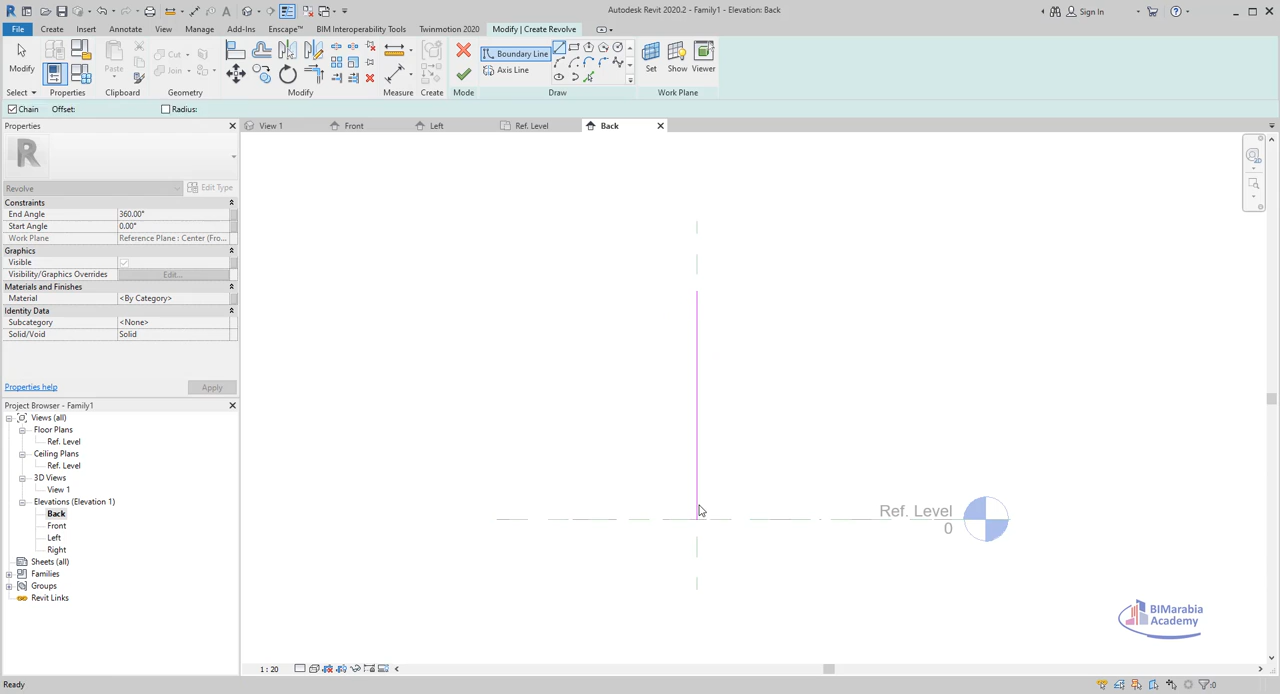 Autodesk Revit 2020.2 - Family1 - Elevation: Back
Sign In
File Create Insert Annotate View Manage Add-Ins Enscape™ BIM Interoperability Tools Twinmotion 2020 Modify | Create Revolve
Modify
Paste
Cut
Join
Create
Boundary Line
Axis Line
Set Show Viewer
Select Properties Clipboard Geometry Modify Measure Create Mode Draw Work Plane
Chain Offset: Radius:
Properties
View 1 Front Left Ref. Level Back
R
Revolve Edit Type
Constraints
End Angle 360.00°
Start Angle 0.00°
Work Plane Reference Plane : Center (Fro...
Graphics
Visible
Visibility/Graphics Overrides Edit...
Materials and Finishes
Material <By Category>
Identity Data
Subcategory <None>
Solid/Void Solid
Properties help Apply
Project Browser - Family1
Views (all)
Floor Plans
Ref. Level
Ceiling Plans
Ref. Level
3D Views
View 1
Elevations (Elevation 1)
Back
Front
Left
Right
Sheets (all)
Families
Groups
Revit Links
Ref. Level
0
BIMarabia
Academy
1 : 20
Ready
:0